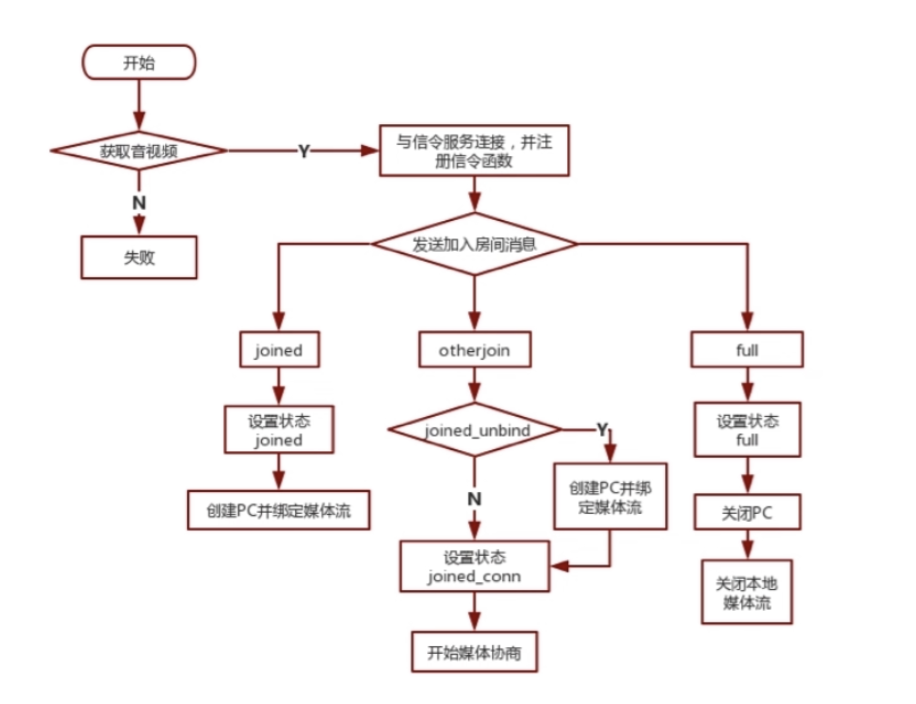 开始
获取音视频
Y
与信令服务连接，并注
册信令函数
N
失败
发送加入房间消息
joined
otherjoin
full
设置状态
joined
joined_unbind
Y
设置状态
full
创建PC并绑定媒体流
N
创建PC并绑
定媒体流
关闭PC
设置状态
joined_conn
关闭本地
媒体流
开始媒体协商